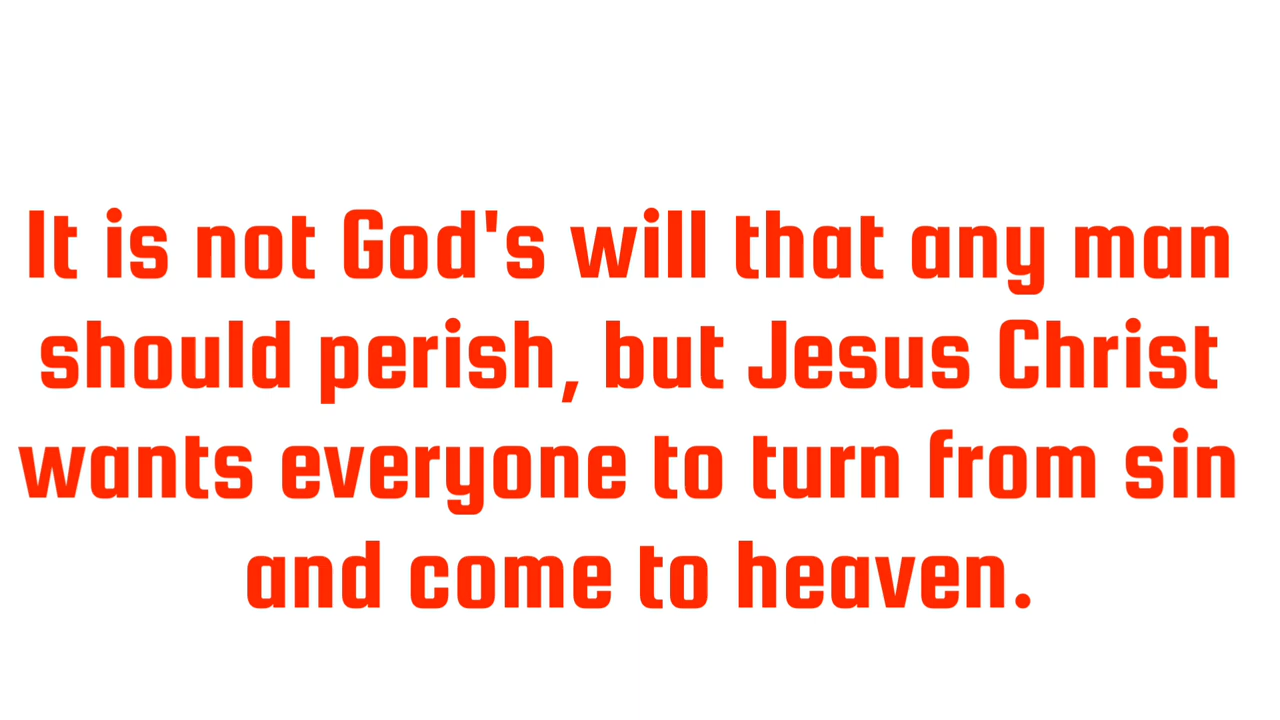 It is not God's will that any man
should perish, but Jesus Christ
wants everyone to turn from sin
and come to heaven.